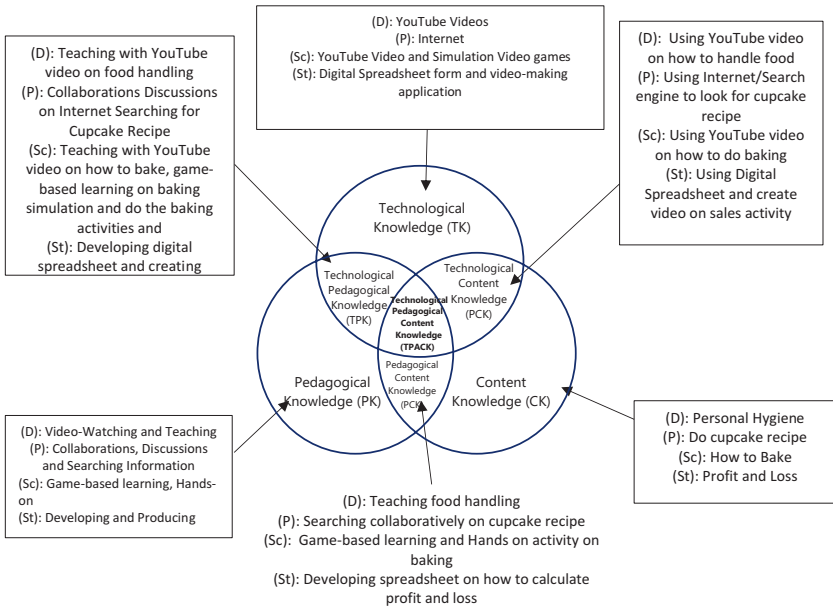 (D): YouTube Videos
(P): Internet
(Sc): YouTube Video and Simulation Video games
(St): Digital Spreadsheet form and video-making
application
(D): Teaching with YouTube
video on food handling
(P): Collaborations Discussions
on Internet Searching for
Cupcake Recipe
(Sc): Teaching with YouTube
video on how to bake, game-
based learning on baking
simulation and do the baking
activities and
(St): Developing digital
spreadsheet and creating
(D): Using YouTube video
on how to handle food
(P): Using Internet/Search
engine to look for cupcake
recipe
(Sc): Using YouTube video
on how to do baking
(St): Using Digital
Spreadsheet and create
video on sales activity
Technological
Knowledge (TK)
Technological
Pedagogical
Knowledge
(TPK)
Technological
Content
Knowledge
(PCK)
Technological
Pedagogical
Content
Knowledge
(TPACK)
Pedagogical
Content
Knowledge
(PCK)
Pedagogical
Knowledge (PK)
Content
Knowledge (CK)
(D): Video-Watching and Teaching
(P): Collaborations, Discussions
and Searching Information
(Sc): Game-based learning, Hands-
on
(St): Developing and Producing
(D): Teaching food handling
(P): Searching collaboratively on cupcake recipe
(Sc): Game-based learning and Hands on activity on
baking
(St): Developing spreadsheet on how to calculate
profit and loss
(D): Personal Hygiene
(P): Do cupcake recipe
(Sc): How to Bake
(St): Profit and Loss